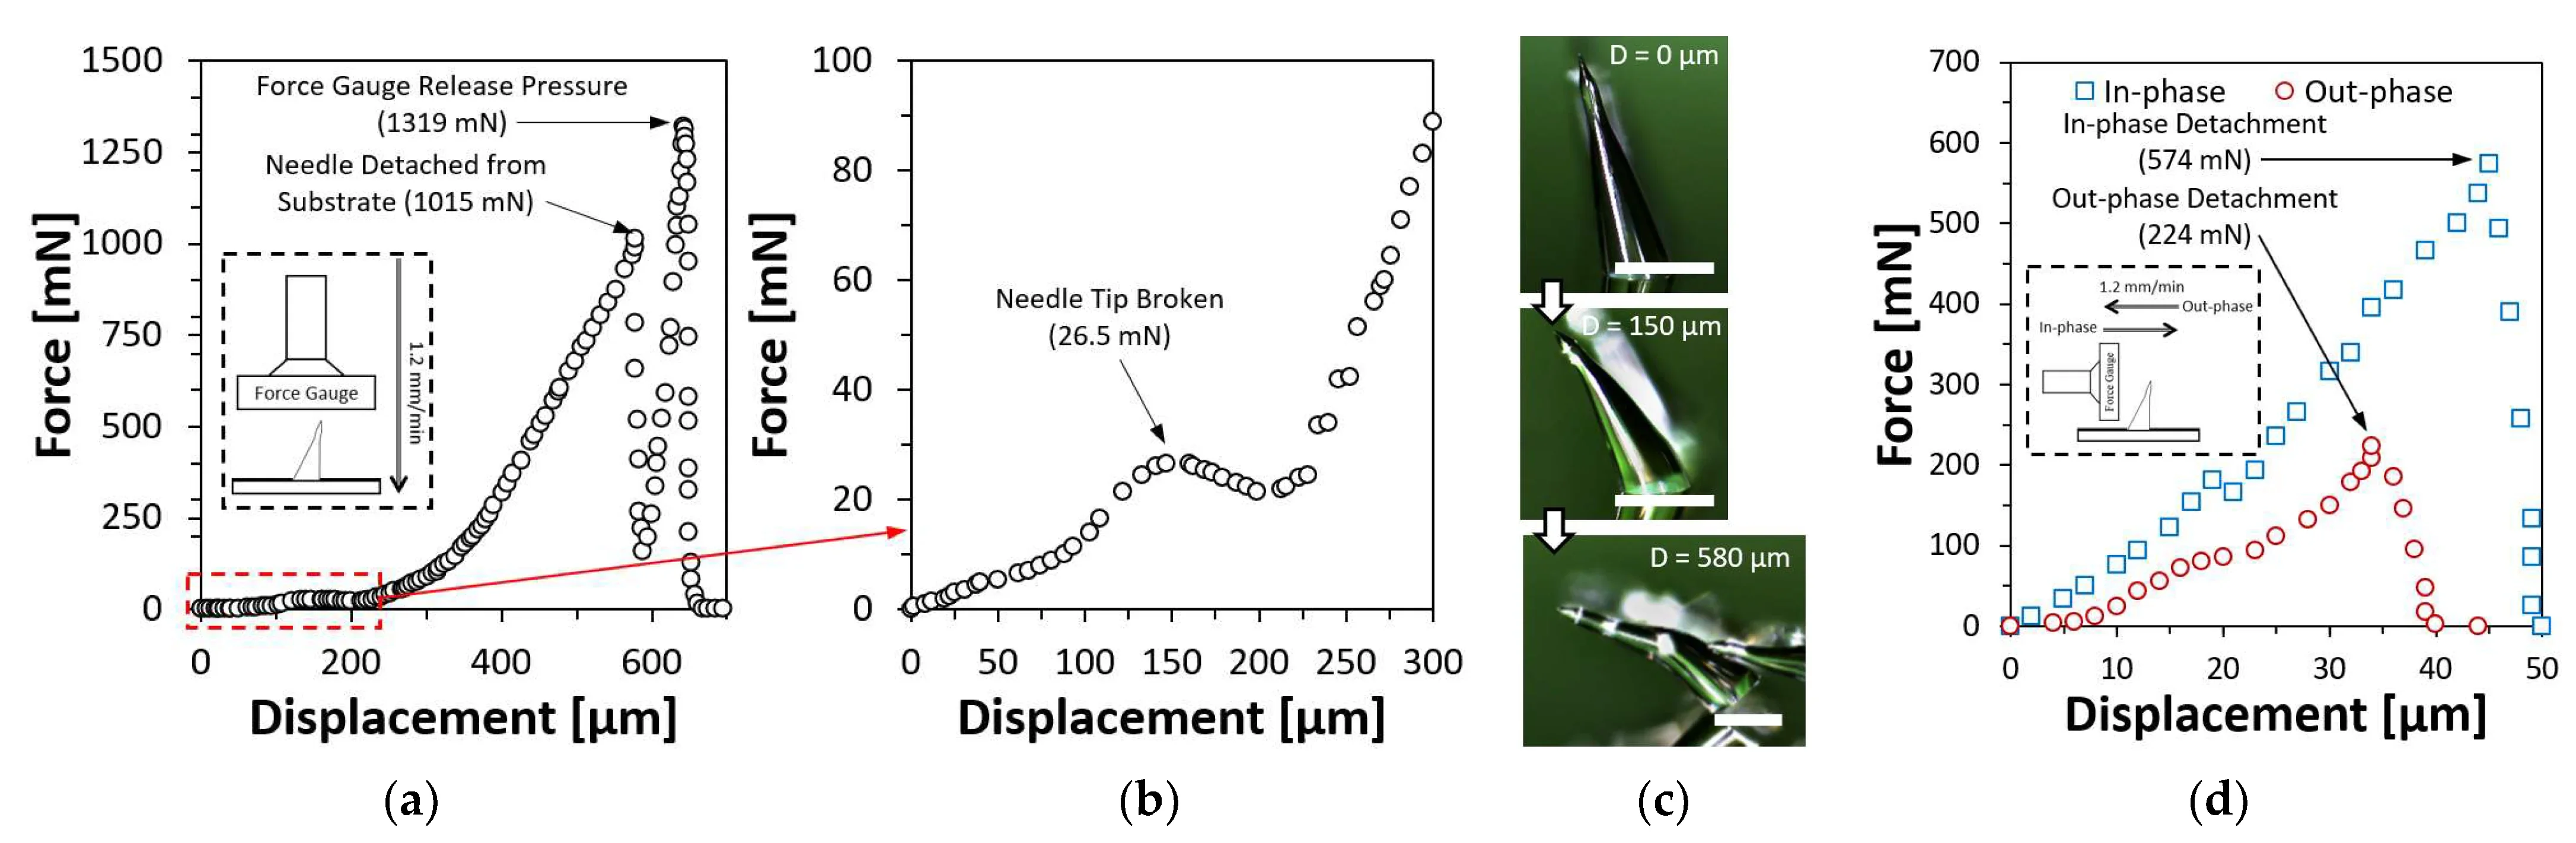 1500
1250
1000
750
500
250
0
0 200 400 600
Force [mN]
Displacement [µm]
Force Gauge Release Pressure
(1319 mN)
Needle Detached from
Substrate (1015 mN)
Force Gauge
1.2 mm/min
(a)
100
80
60
40
20
0
0 50 100 150 200 250 300
Force [mN]
Displacement [µm]
Needle Tip Broken
(26.5 mN)
(b)
D = 0 µm
D = 150 µm
D = 580 µm
(c)
700
600
500
400
300
200
100
0
0 10 20 30 40 50
Force [mN]
Displacement [µm]
In-phase Out-phase
In-phase Detachment
(574 mN)
Out-phase Detachment
(224 mN)
1.2 mm/min
Out-phase
In-phase
Force Gauge
(d)